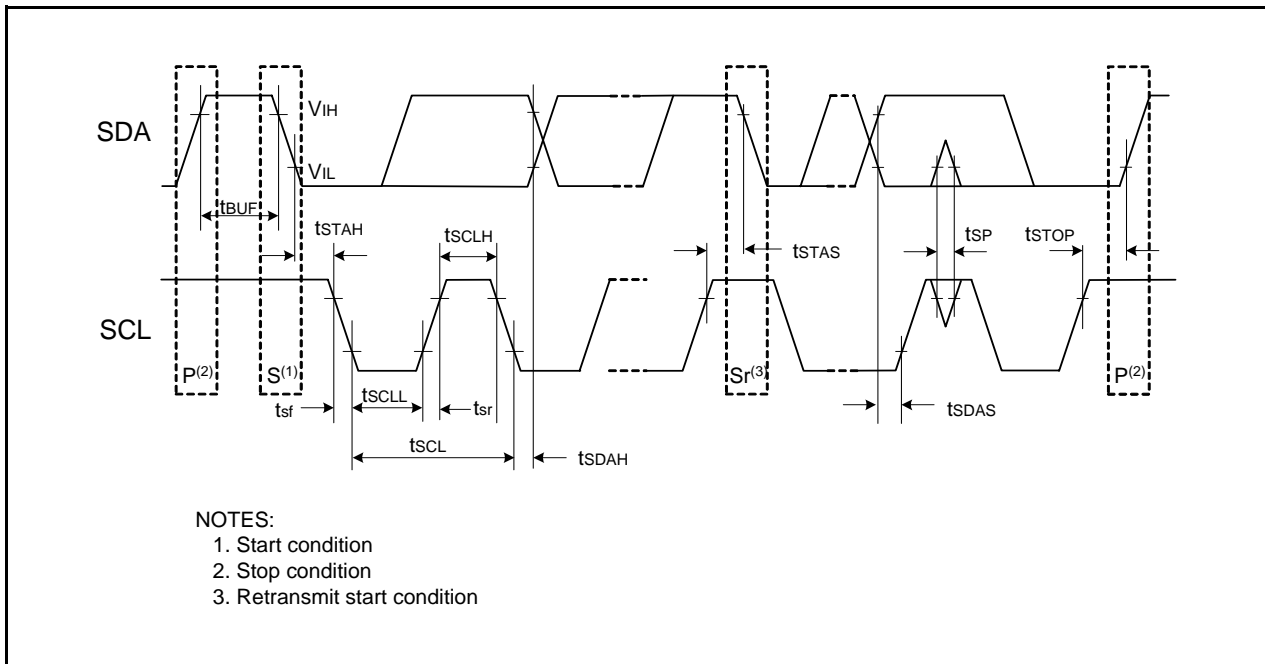 SDA
VIH
VIL
tBUF
tSTAH
tSCLH
tSTAS
tSP
tSTOP
SCL
P(2)
S(1)
Sr(3)
P(2)
tsf
tSCLL
tsr
tSDAS
tSCL
tSDAH
NOTES:
1. Start condition
2. Stop condition
3. Retransmit start condition